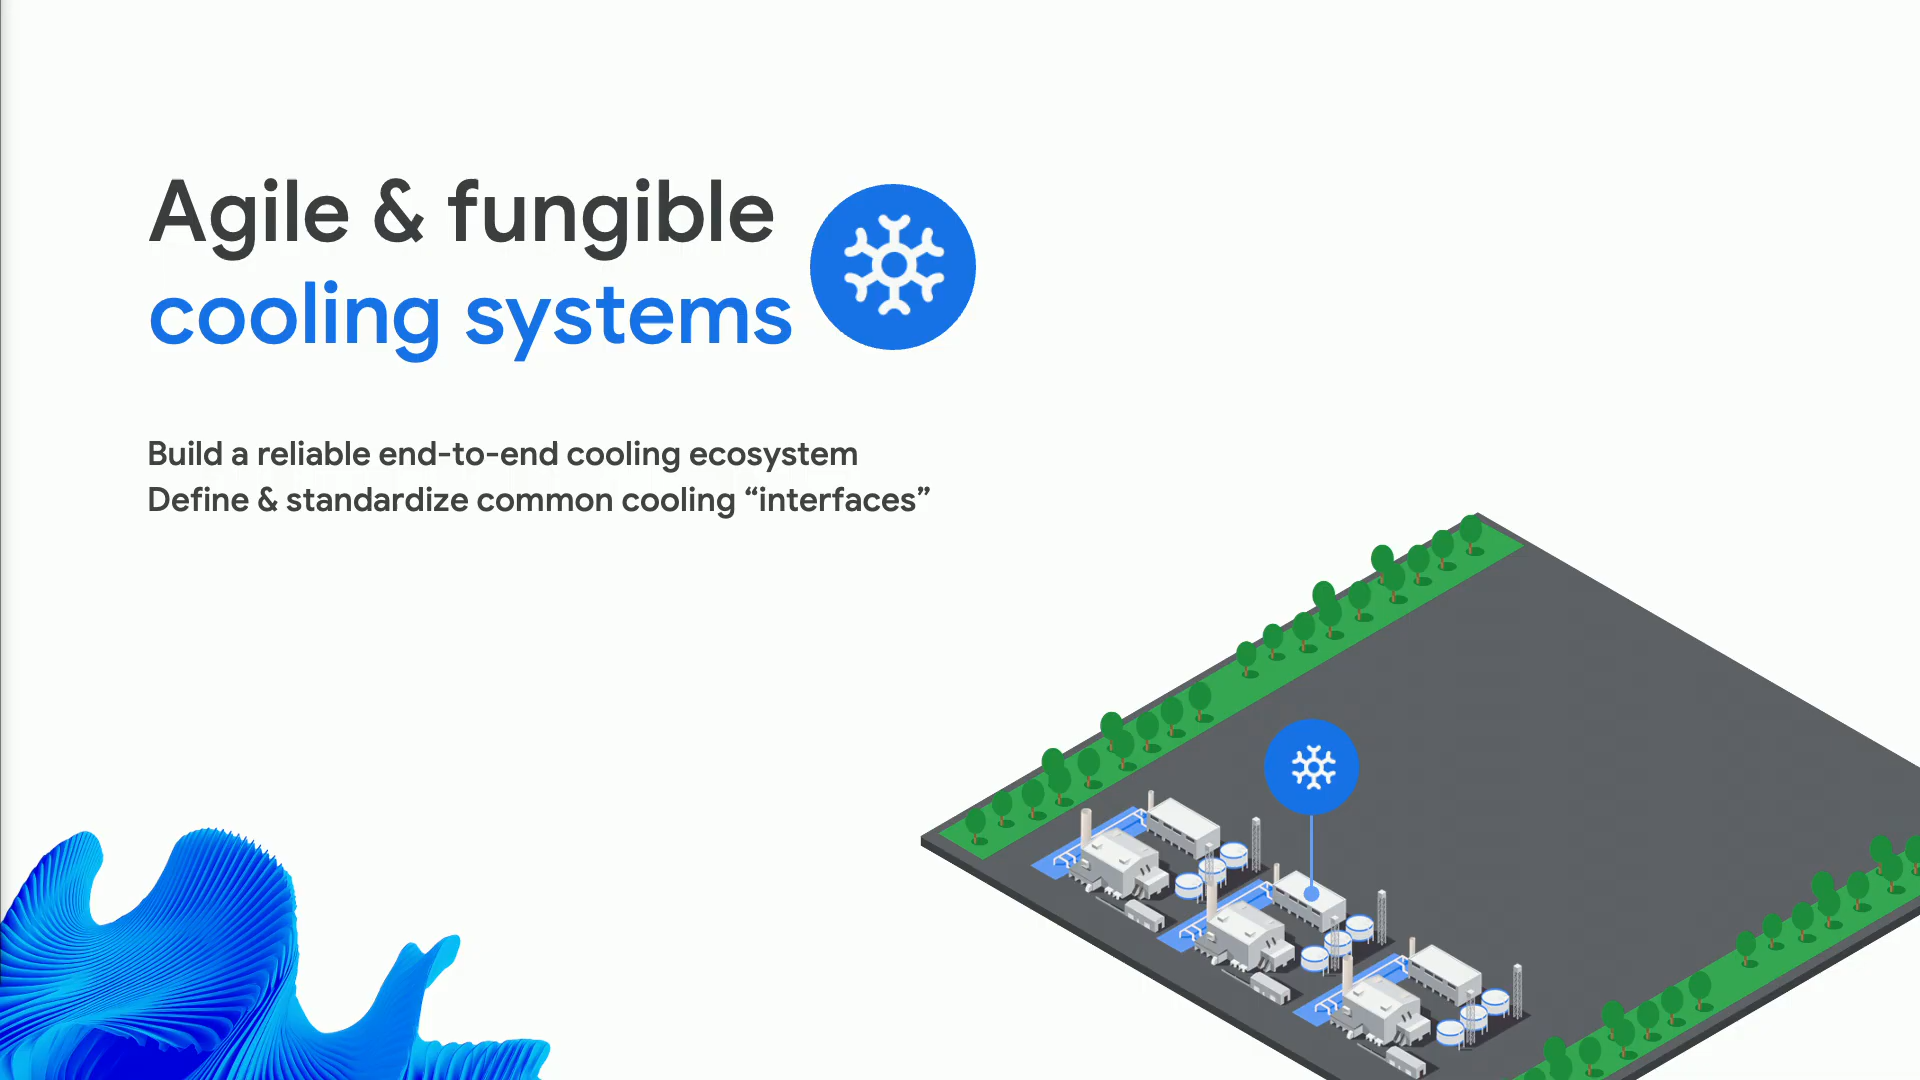 Agile & fungible
cooling systems
Build a reliable end-to-end cooling ecosystem
Define & standardize common cooling “interfaces”